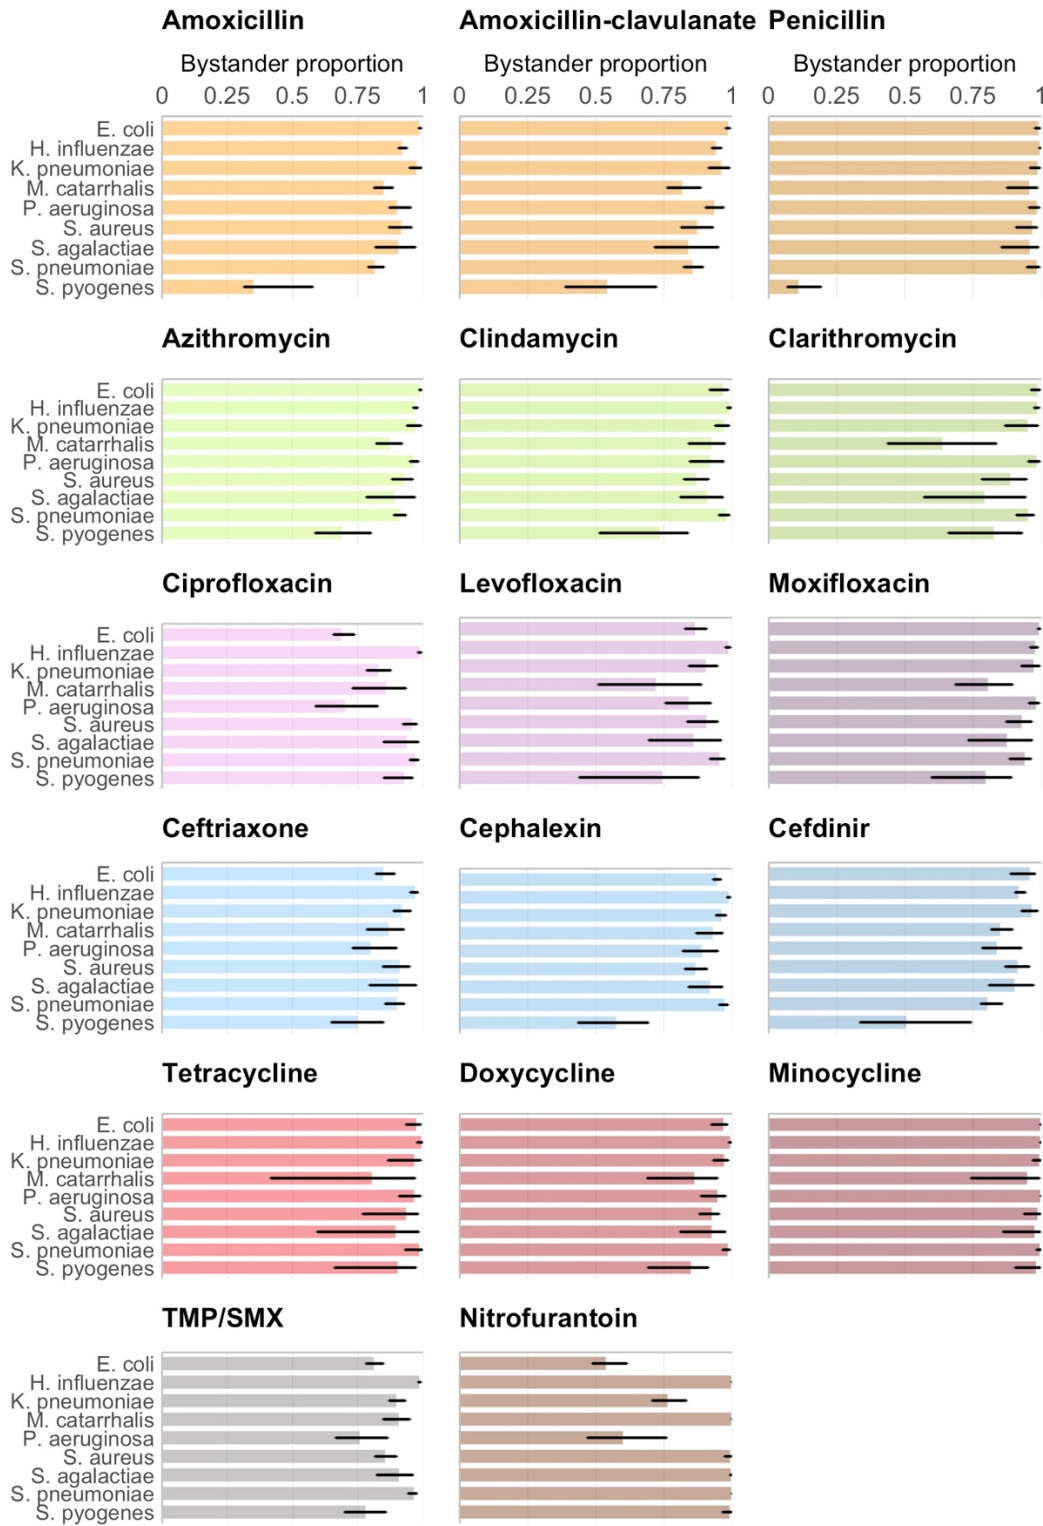 Amoxicillin Amoxicillin-clavulanate Penicillin
Bystander proportion Bystander proportion Bystander proportion
0 0.25 0.5 0.75 1 0 0.25 0.5 0.75 1 0 0.25 0.5 0.75 1
E. coli
H. influenzae
K. pneumoniae
M. catarrhalis
P. aeruginosa
S. aureus
S. agalactiae
S. pneumoniae
S. pyogenes
Azithromycin Clindamycin Clarithromycin
E. coli
H. influenzae
K. pneumoniae
M. catarrhalis
P. aeruginosa
S. aureus
S. agalactiae
S. pneumoniae
S. pyogenes
Ciprofloxacin Levofloxacin Moxifloxacin
E. coli
H. influenzae
K. pneumoniae
M. catarrhalis
P. aeruginosa
S. aureus
S. agalactiae
S. pneumoniae
S. pyogenes
Ceftriaxone Cephalexin Cefdinir
E. coli
H. influenzae
K. pneumoniae
M. catarrhalis
P. aeruginosa
S. aureus
S. agalactiae
S. pneumoniae
S. pyogenes
Tetracycline Doxycycline Minocycline
E. coli
H. influenzae
K. pneumoniae
M. catarrhalis
P. aeruginosa
S. aureus
S. agalactiae
S. pneumoniae
S. pyogenes
TMP/SMX Nitrofurantoin
E. coli
H. influenzae
K. pneumoniae
M. catarrhalis
P. aeruginosa
S. aureus
S. agalactiae
S. pneumoniae
S. pyogenes